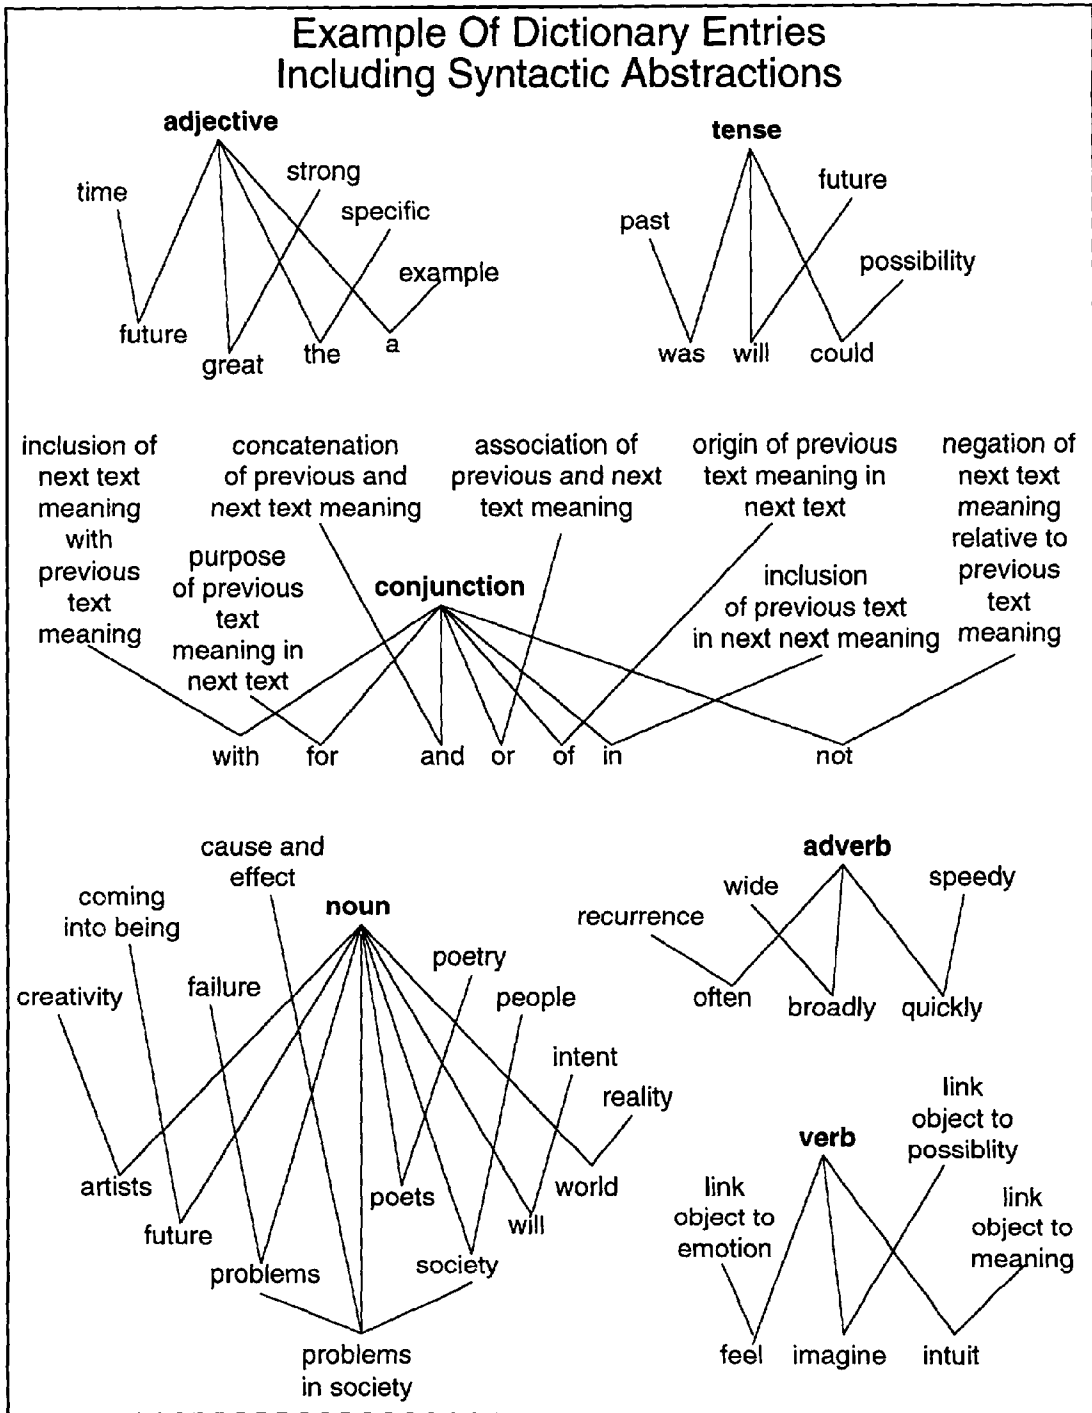 Example Of Dictionary Entries
Including Syntactic Abstractions
adjective
time
strong
specific
example
future
great
the
a
tense
past
future
possibility
was
will
could
inclusion of
next text
meaning
with
previous
text
meaning
purpose
of previous
text
meaning in
next text
concatenation
of previous and
next text meaning
association of
previous and next
text meaning
origin of previous
text meaning in
next text
negation of
next text
meaning
relative to
previous
text
meaning
conjunction
inclusion
of previous text
in next next meaning
with
for
and
or
of
in
not
cause and
effect
coming
into being
noun
creativity
failure
poetry
people
intent
reality
artists
future
problems
poets
society
will
world
problems
in society
adverb
recurrence
wide
speedy
often
broadly
quickly
verb
link
object to
emotion
link
object to
possiblity
link
object to
meaning
feel
imagine
intuit